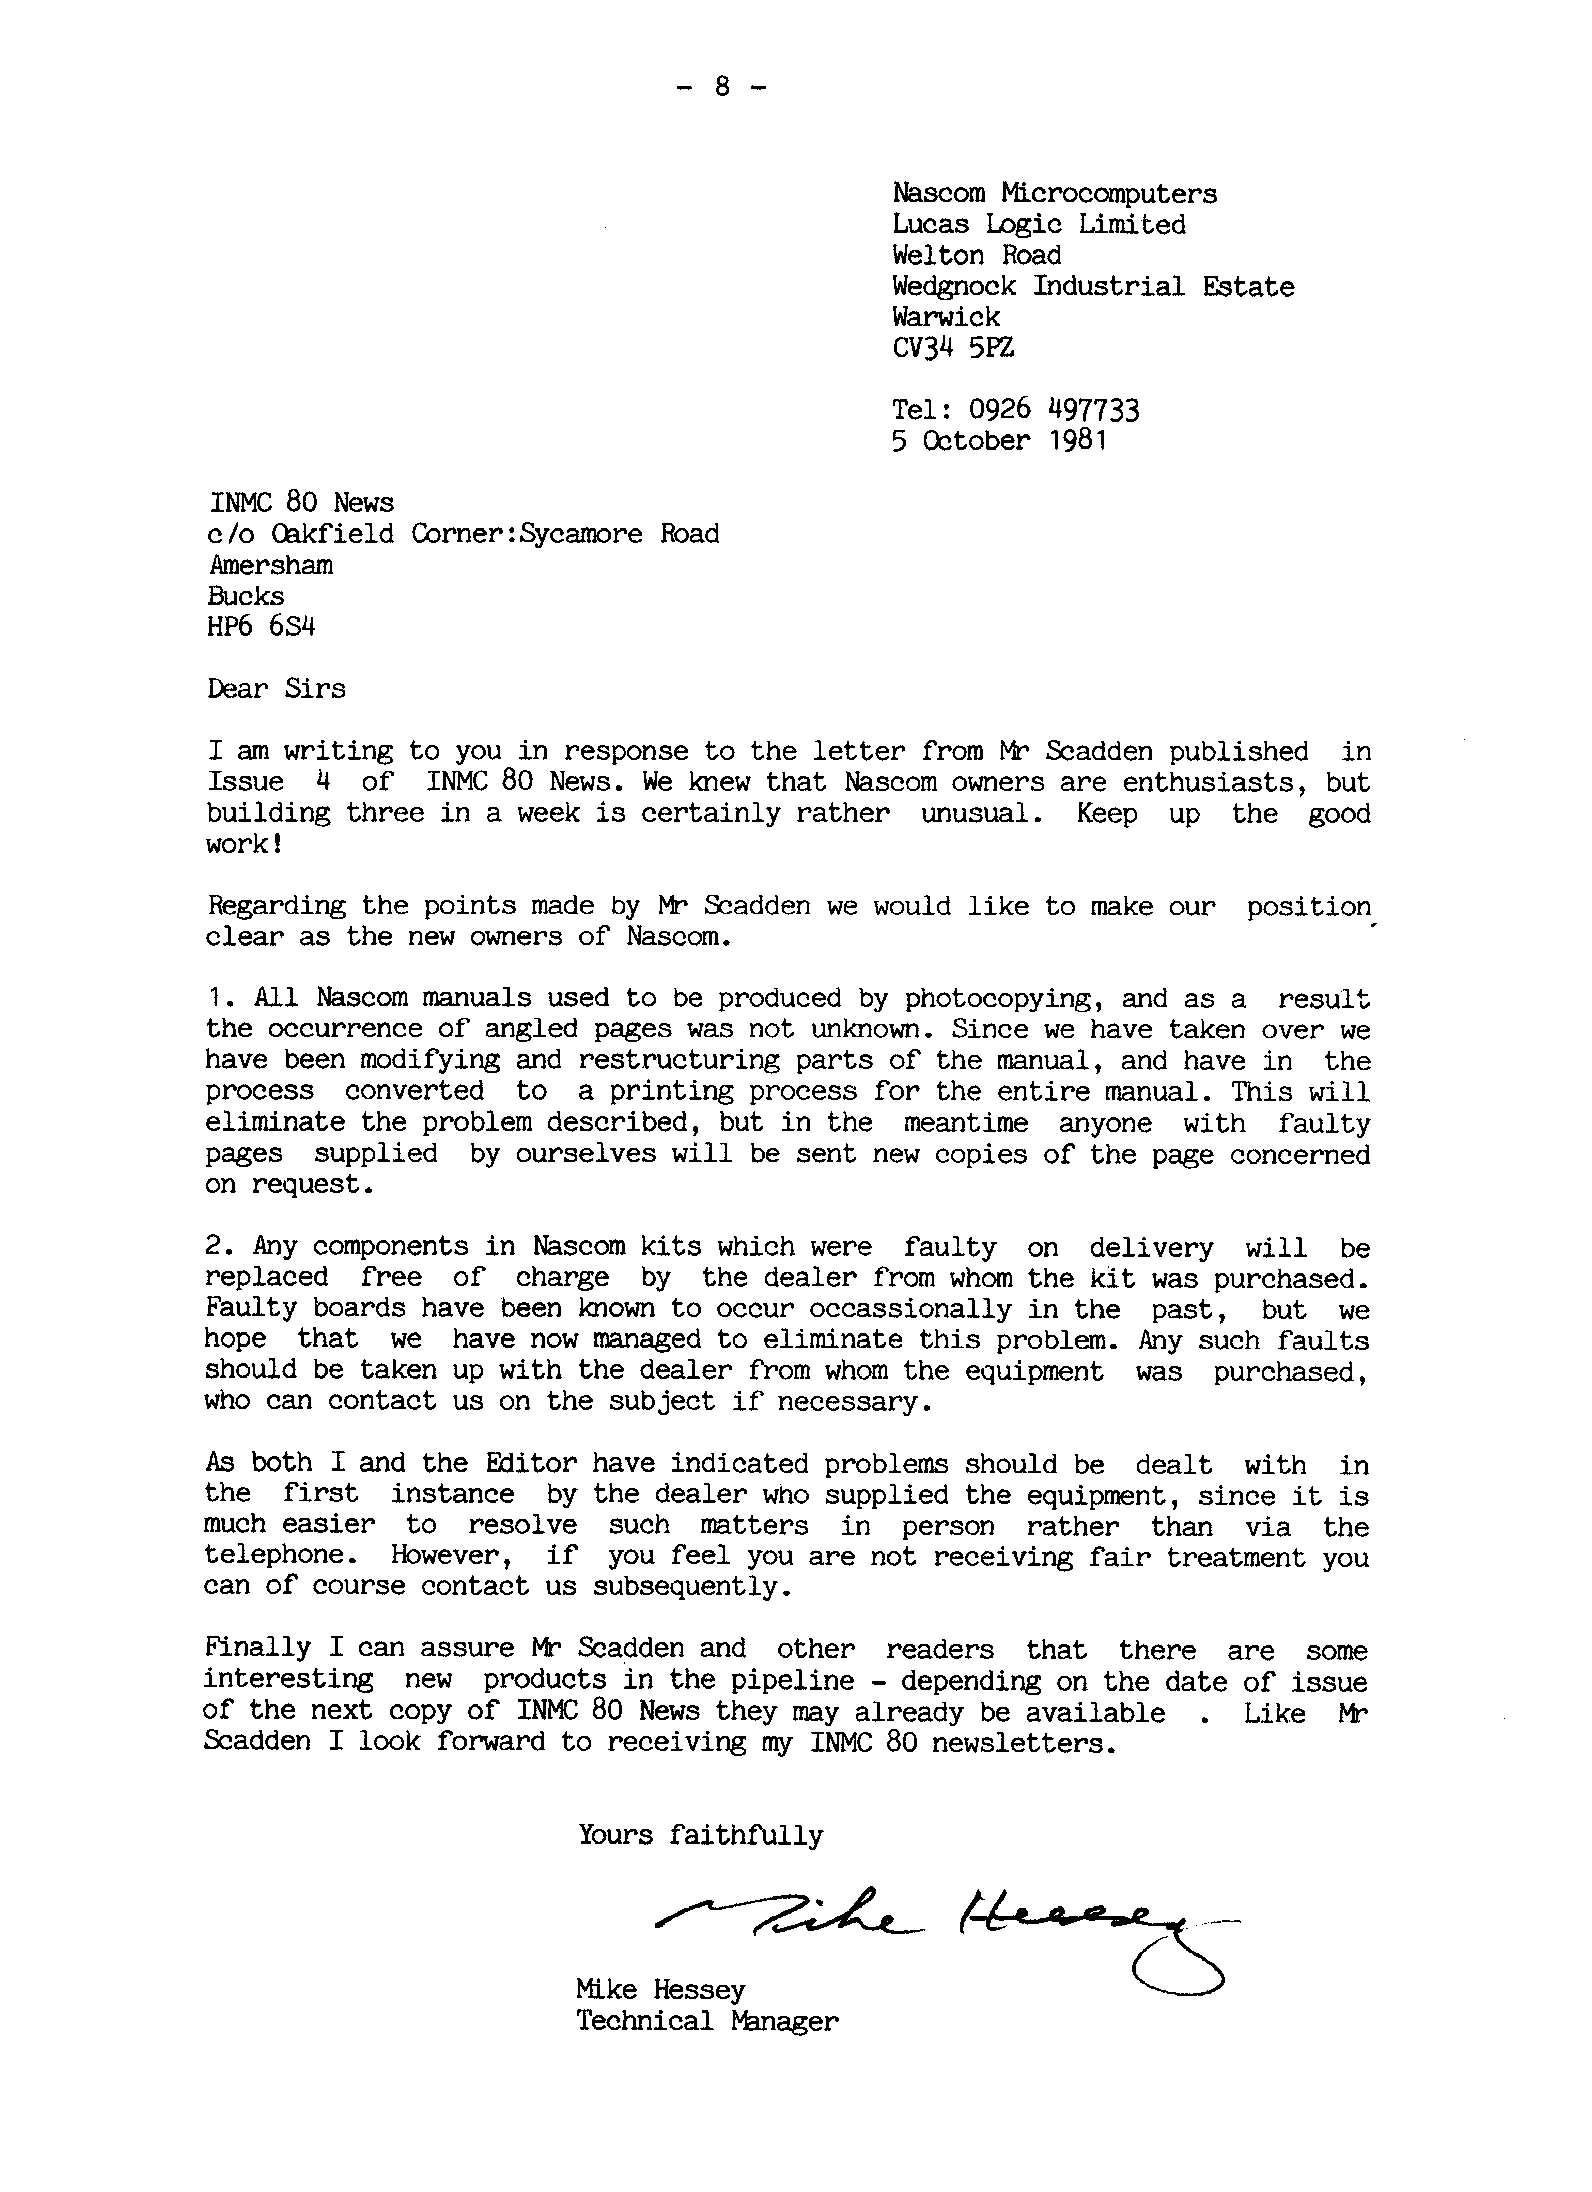 - 8 -
Nascom Microcomputers
Lucas Logic Limited
Welton Road
Wedgnock Industrial Estate
Warwick
CV34 5PZ
Tel: 0926 497733
5 October 1981
INMC 80 News
c/o Oakfield Corner:Sycamore Road
Amersham
Bucks
HP6 6S4
Dear Sirs
I am writing to you in response to the letter from Mr Scadden published in
Issue 4 of INMC 80 News. We knew that Nascom owners are enthusiasts, but
building three in a week is certainly rather unusual. Keep up the good
work!
Regarding the points made by Mr Scadden we would like to make our position
clear as the new owners of Nascom.
1. All Nascom manuals used to be produced by photocopying, and as a result
the occurrence of angled pages was not unknown. Since we have taken over we
have been modifying and restructuring parts of the manual, and have in the
process converted to a printing process for the entire manual. This will
eliminate the problem described, but in the meantime anyone with faulty
pages supplied by ourselves will be sent new copies of the page concerned
on request.
2. Any components in Nascom kits which were faulty on delivery will be
replaced free of charge by the dealer from whom the kit was purchased.
Faulty boards have been known to occur occassionally in the past, but we
hope that we have now managed to eliminate this problem. Any such faults
should be taken up with the dealer from whom the equipment was purchased,
who can contact us on the subject if necessary.
As both I and the Editor have indicated problems should be dealt with in
the first instance by the dealer who supplied the equipment, since it is
much easier to resolve such matters in person rather than via the
telephone. However, if you feel you are not receiving fair treatment you
can of course contact us subsequently.
Finally I can assure Mr Scadden and other readers that there are some
interesting new products in the pipeline - depending on the date of issue
of the next copy of INMC 80 News they may already be available . Like Mr
Scadden I look forward to receiving my INMC 80 newsletters.
Yours faithfully
Mike Hessey
Mike Hessey
Technical Manager